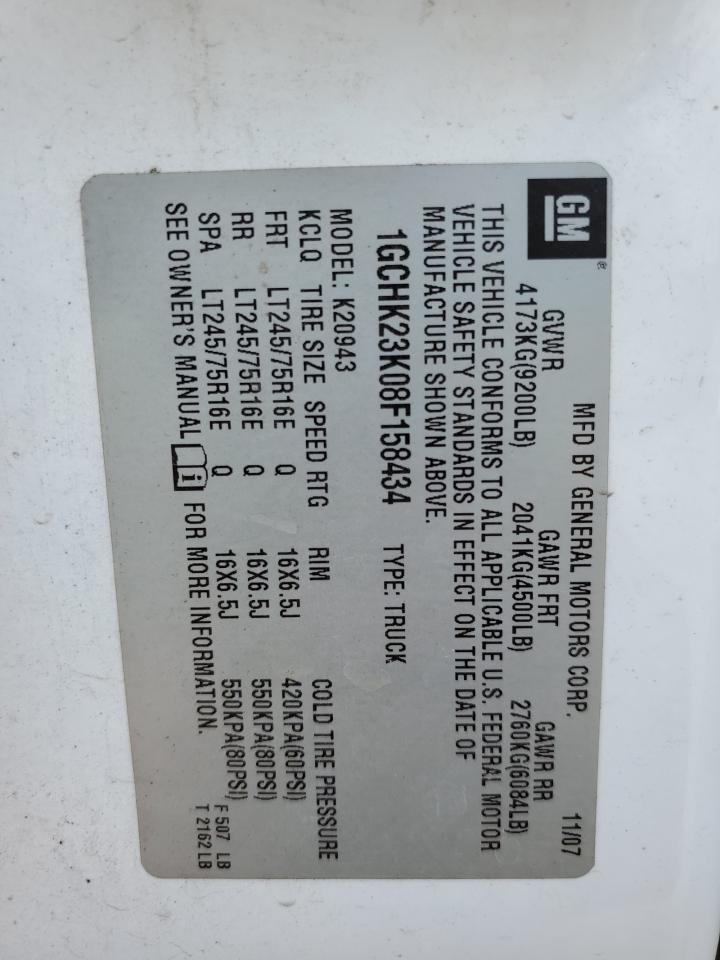 GM®
MFD BY GENERAL MOTORS CORP. 11/07
GVWR GAWR FRT GAWR RR
4173KG(9200LB) 2041KG(4500LB) 2760KG(6084LB)
THIS VEHICLE CONFORMS TO ALL APPLICABLE U.S. FEDERAL MOTOR
VEHICLE SAFETY STANDARDS IN EFFECT ON THE DATE OF
MANUFACTURE SHOWN ABOVE.
1GCHK23K08F158434 TYPE: TRUCK
MODEL: K20943
KCLQ TIRE SIZE SPEED RTG RIM COLD TIRE PRESSURE
FRT LT245/75R16E Q 16X6.5J 420KPA(60PSI)
RR LT245/75R16E Q 16X6.5J 550KPA(80PSI)
SPA LT245/75R16E Q 16X6.5J 550KPA(80PSI)
SEE OWNER'S MANUAL i FOR MORE INFORMATION.
F 507 LB
T 2162 LB